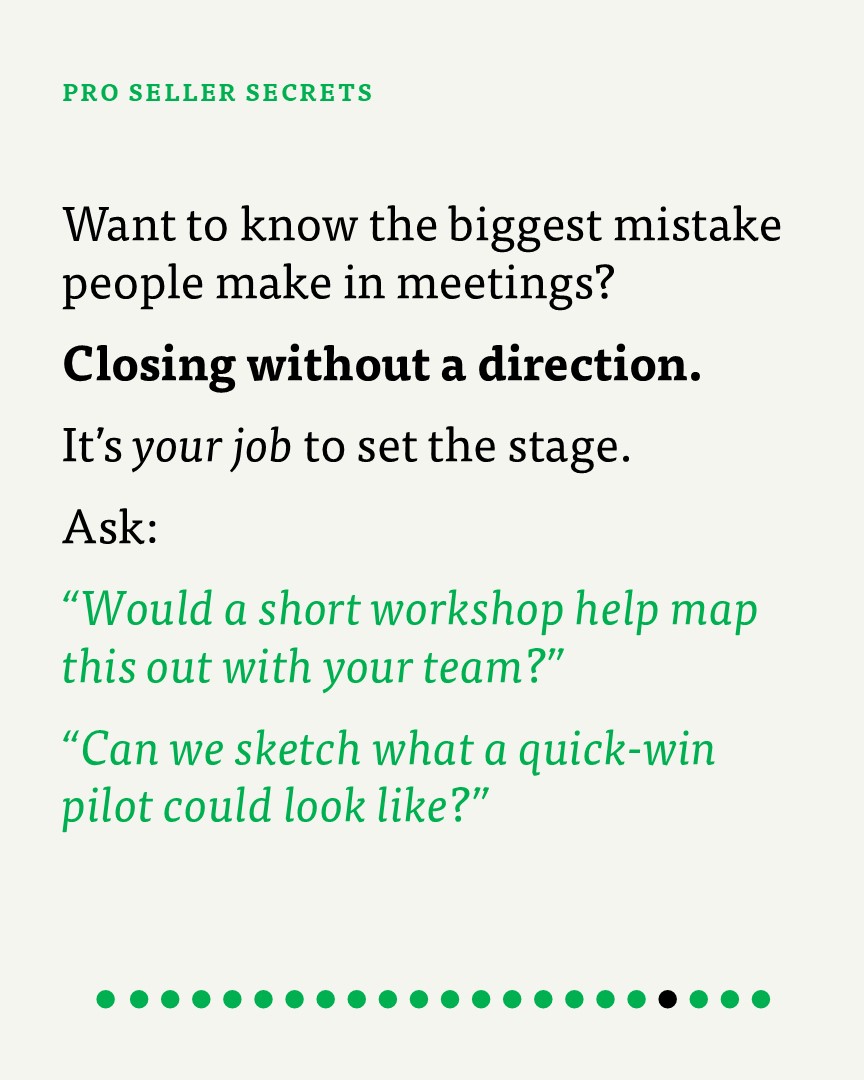 PRO SELLER SECRETS
Want to know the biggest mistake
people make in meetings?
Closing without a direction.
It’s your job to set the stage.
Ask:
“Would a short workshop help map
this out with your team?”
“Can we sketch what a quick-win
pilot could look like?”